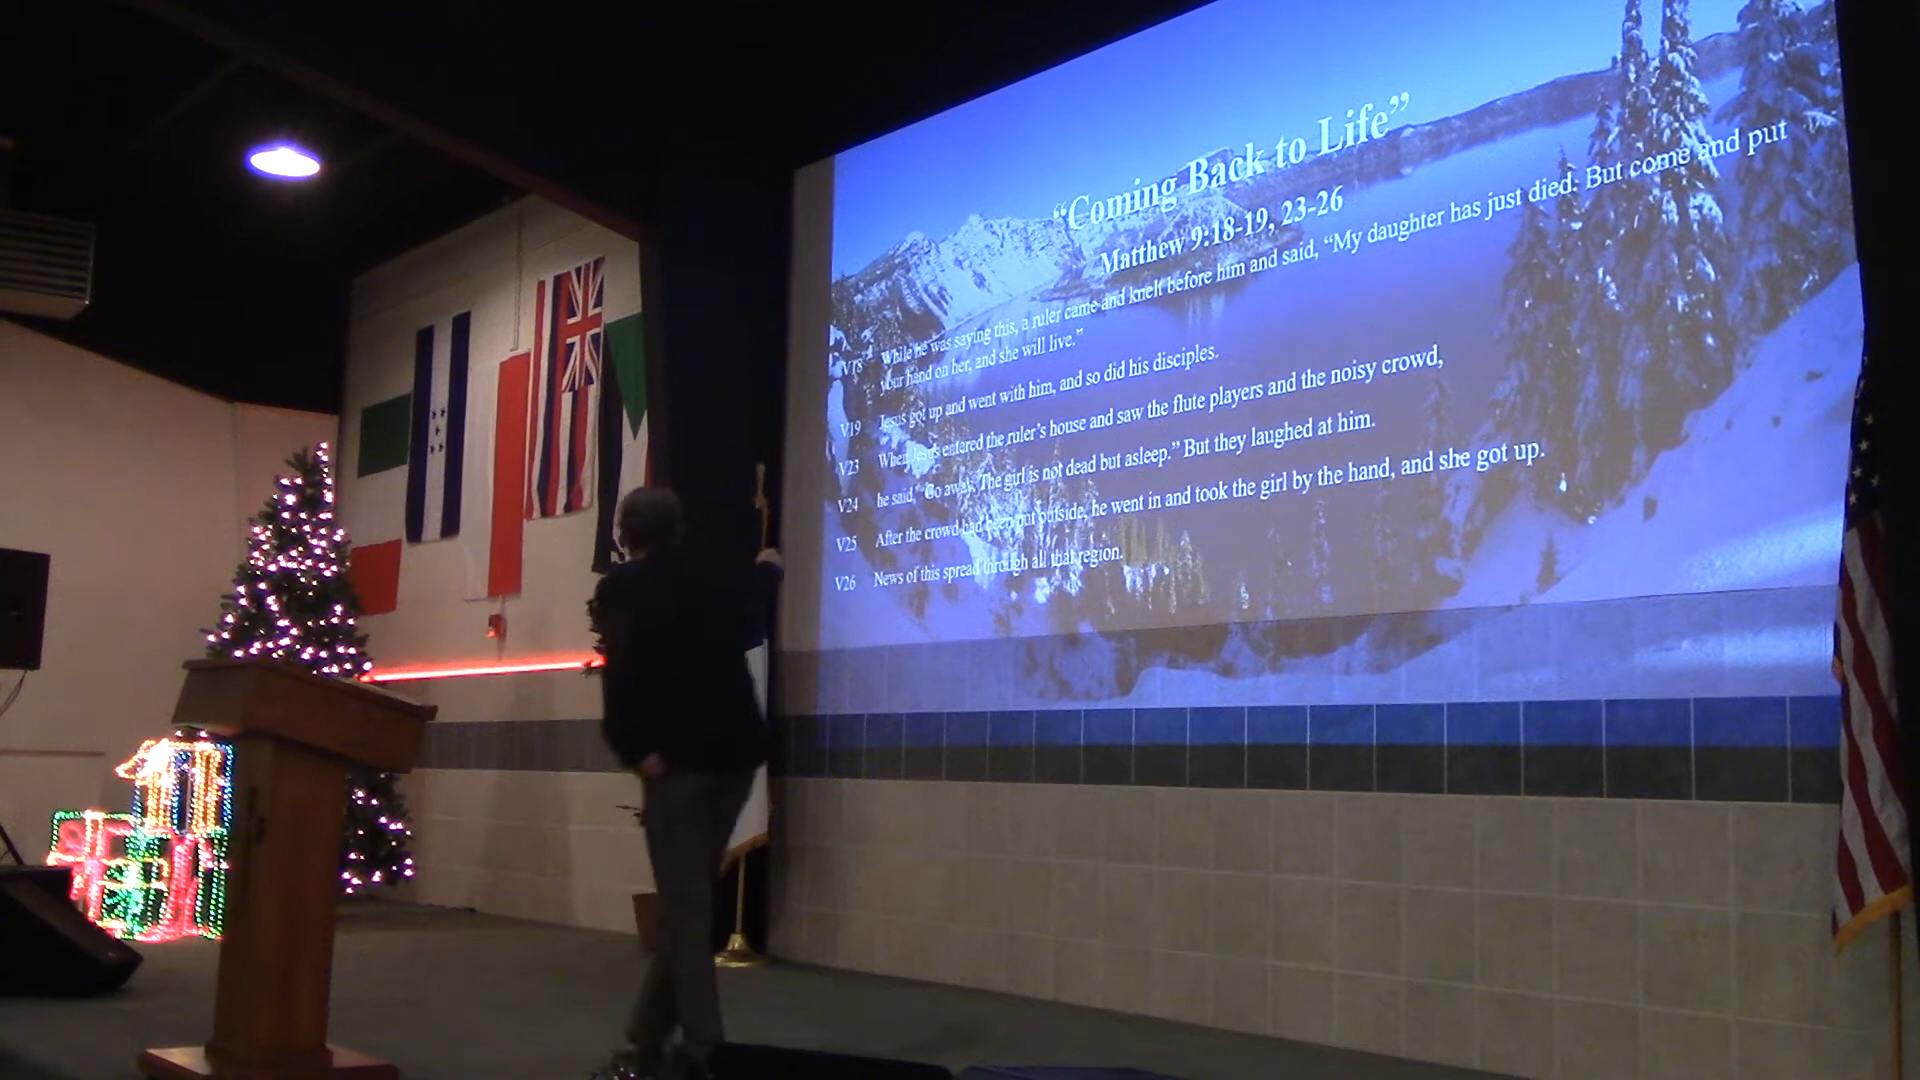 “Coming Back to Life”
Matthew 9:18-19, 23-26
V18 While he was saying this, a ruler came and knelt before him and said, “My daughter has just died. But come and put
your hand on her, and she will live.”
V19 Jesus got up and went with him, and so did his disciples.
V23 When Jesus entered the ruler’s house and saw the flute players and the noisy crowd,
V24 he said, “Go away. The girl is not dead but asleep.” But they laughed at him.
V25 After the crowd had been put outside, he went in and took the girl by the hand, and she got up.
V26 News of this spread through all that region.